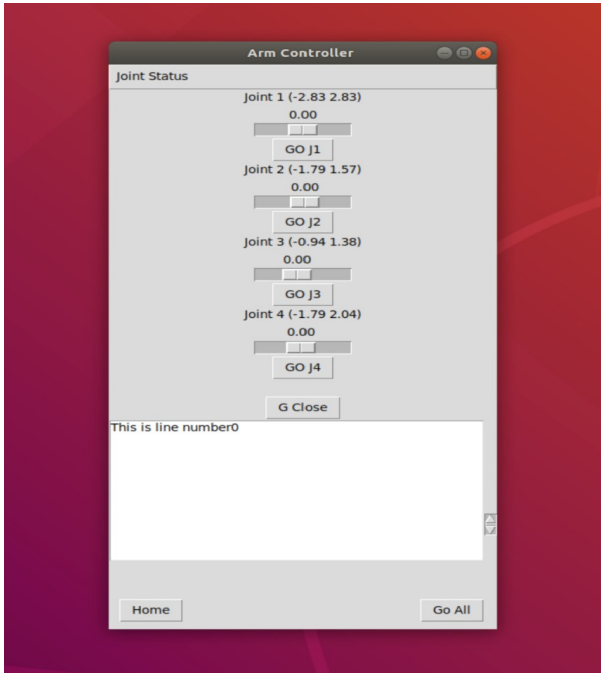 Arm Controller
Joint Status
Joint 1 (-2.83 2.83)
0.00
GO J1
Joint 2 (-1.79 1.57)
0.00
GO J2
Joint 3 (-0.94 1.38)
0.00
GO J3
Joint 4 (-1.79 2.04)
0.00
GO J4
G Close
This is line number0
Home Go All